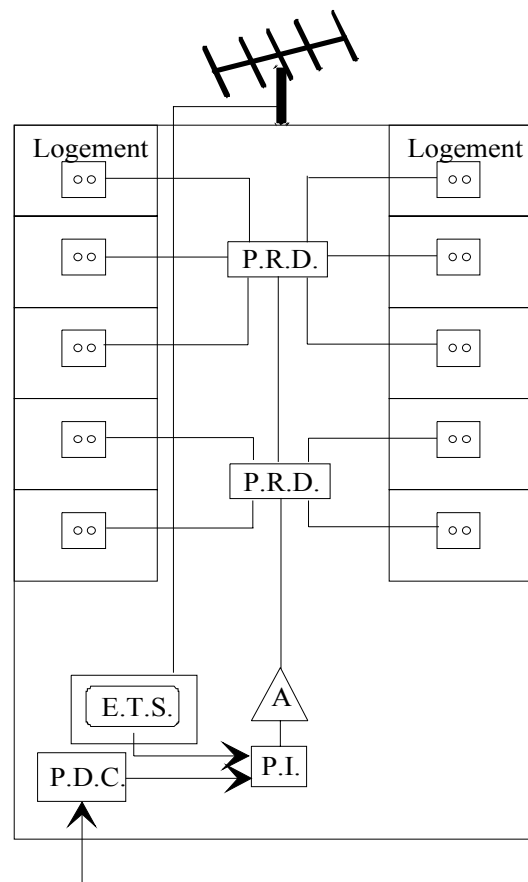 Logement Logement
P.R.D.
P.R.D.
A
E.T.S.
P.I.
P.D.C.